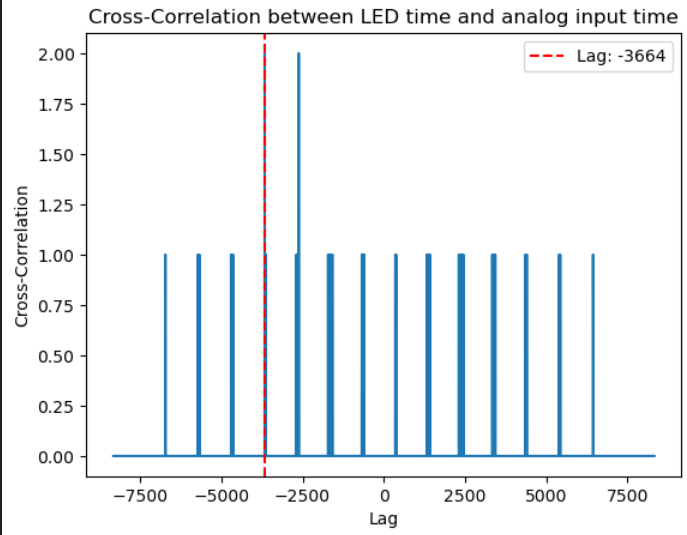 Cross-Correlation between LED time and analog input time
Lag: -3664
2.00
1.75
1.50
1.25
1.00
0.75
0.50
0.25
0.00
Cross-Correlation
−7500 −5000 −2500 0 2500 5000 7500
Lag